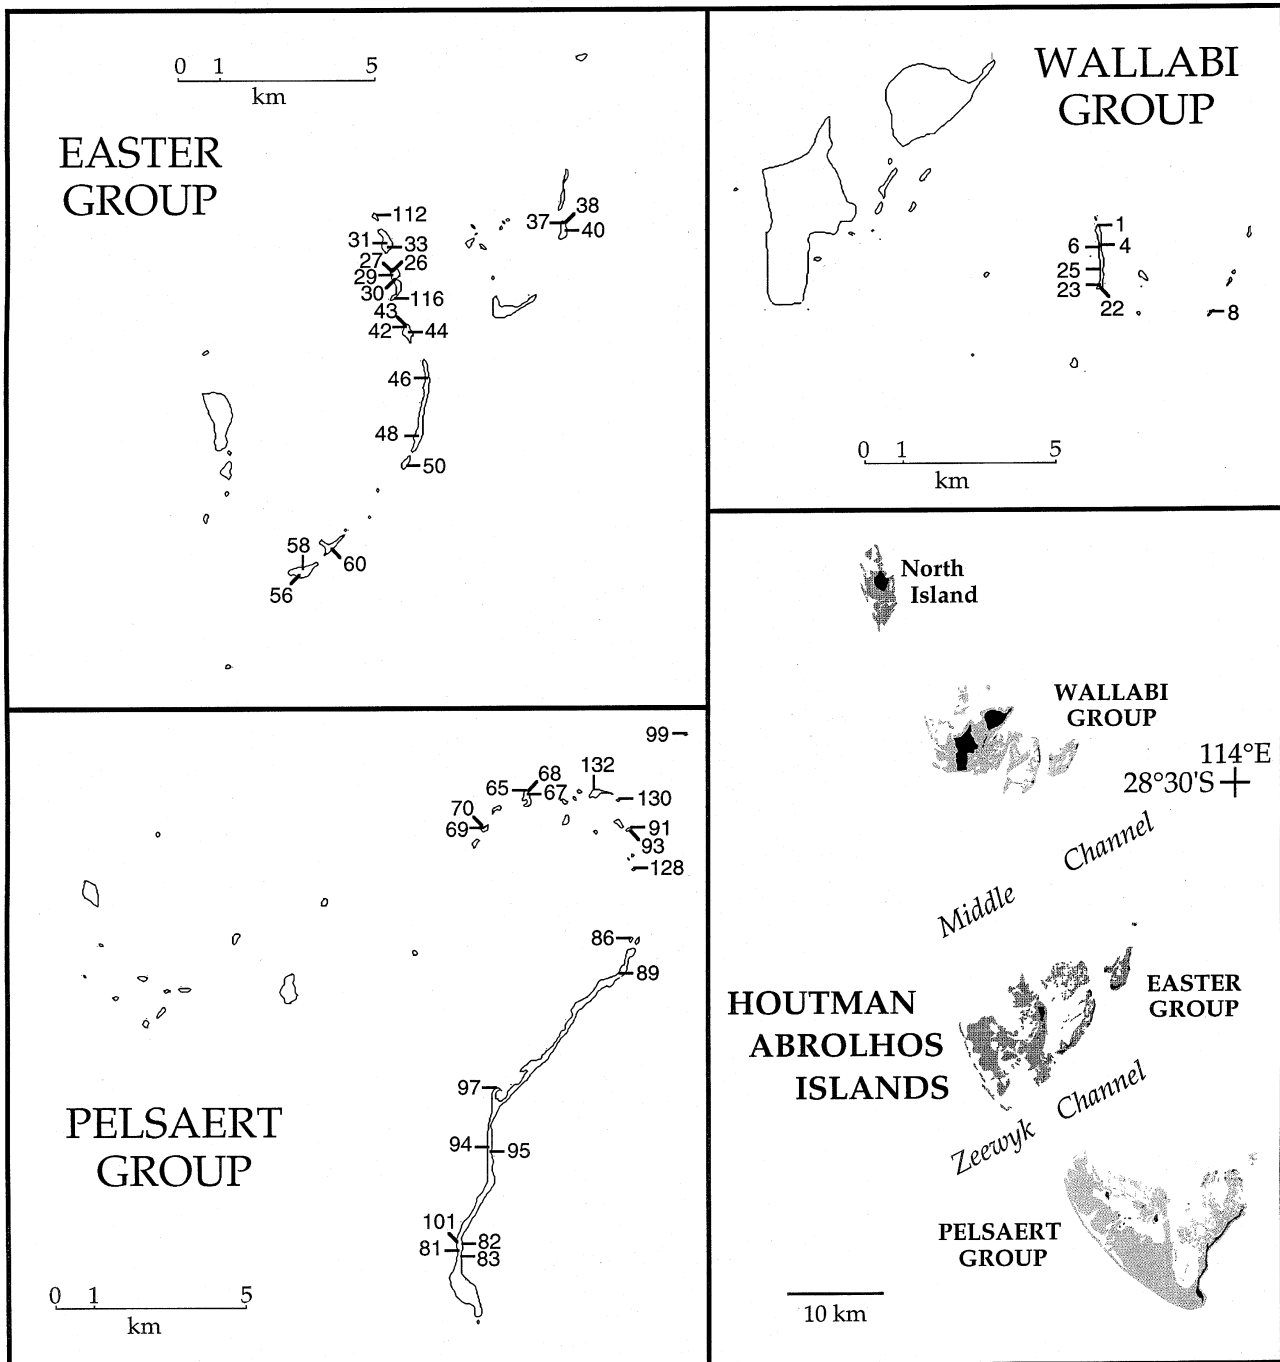 0 1 5
km
EASTER
GROUP
112
38
37
40
31
33
27
26
29
30
116
43
42
44
46
48
50
58
60
56
WALLABI
GROUP
1
6
4
25
23
22
8
0 1 5
km
99
132
68
65
67
130
70
69
91
93
128
86
89
97
94
95
101
82
81
83
PELSAERT
GROUP
0 1 5
km
North
Island
WALLABI
GROUP
114°E
28°30'S
Middle Channel
EASTER
GROUP
HOUTMAN
ABROLHOS
ISLANDS
Zeewyk Channel
PELSAERT
GROUP
10 km